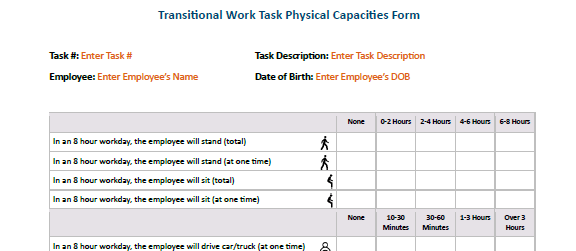 Transitional Work Task Physical Capacities Form
Task #: Enter Task # Task Description: Enter Task Description
Employee: Enter Employee's Name Date of Birth: Enter Employee's DOB
None 0-2 Hours 2-4 Hours 4-6 Hours 6-8 Hours
In an 8 hour workday, the employee will stand (total)
In an 8 hour workday, the employee will stand (at one time)
In an 8 hour workday, the employee will sit (total)
In an 8 hour workday, the employee will sit (at one time)
None 10-30 Minutes 30-60 Minutes 1-3 Hours Over 3 Hours
In an 8 hour workday, the employee will drive car/truck (at one time)